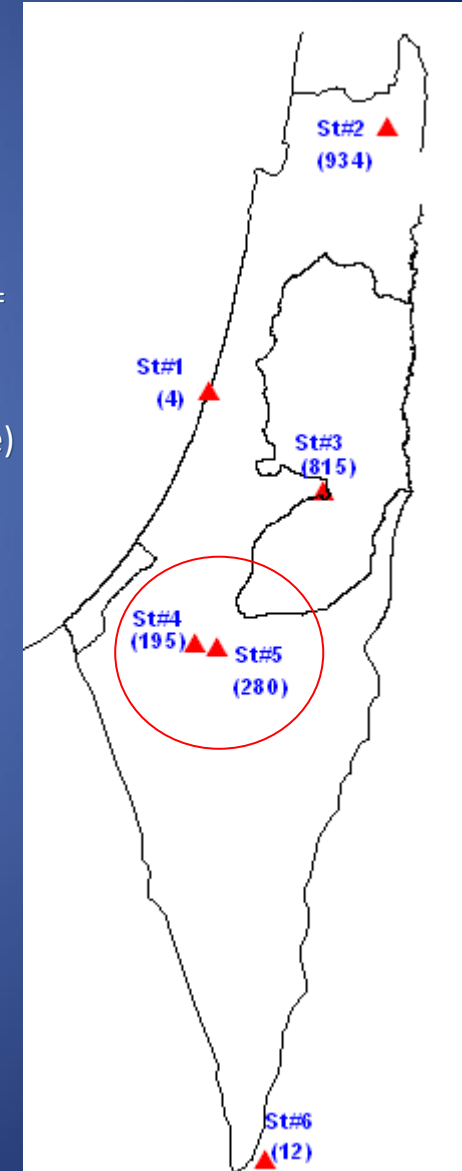 St#2
(934)
=
St#1
(4)
e)
St#3
(815)
St#4
(195)
St#5
(280)
St#6
(12)